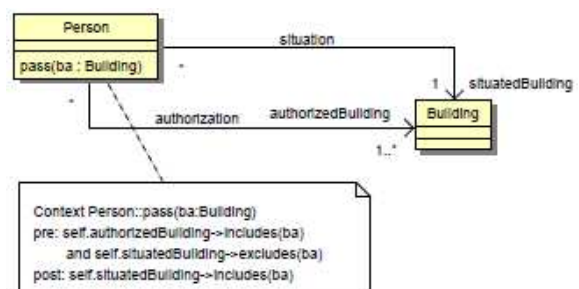 Person
situation
pass(ba : Building)
*
1
situatedBuilding
*
authorization
authorizedBuilding
Building
1..*
Context Person::pass(ba:Building)
pre: self.authorizedBuilding->includes(ba)
and self.situatedBuilding->excludes(ba)
post: self.situatedBuilding->includes(ba)